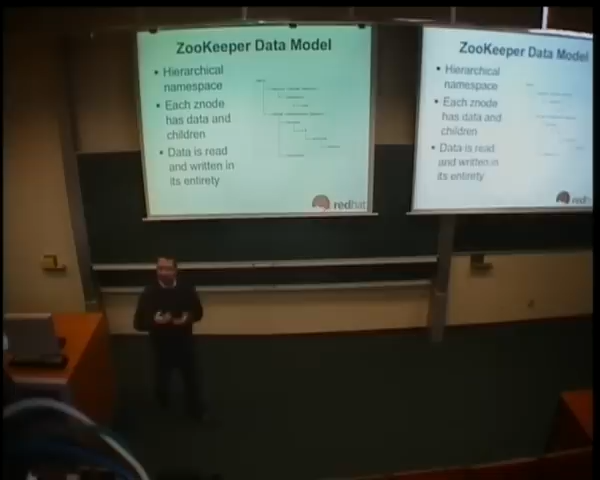 ZooKeeper Data Model
• Hierarchical
namespace
• Each znode
has data and
children
• Data is read
and written in
its entirety
redhat
ZooKeeper Data Model
• Hierarchical
namespace
• Each znode
has data and
children
• Data is read
and written in
its entirety
redh